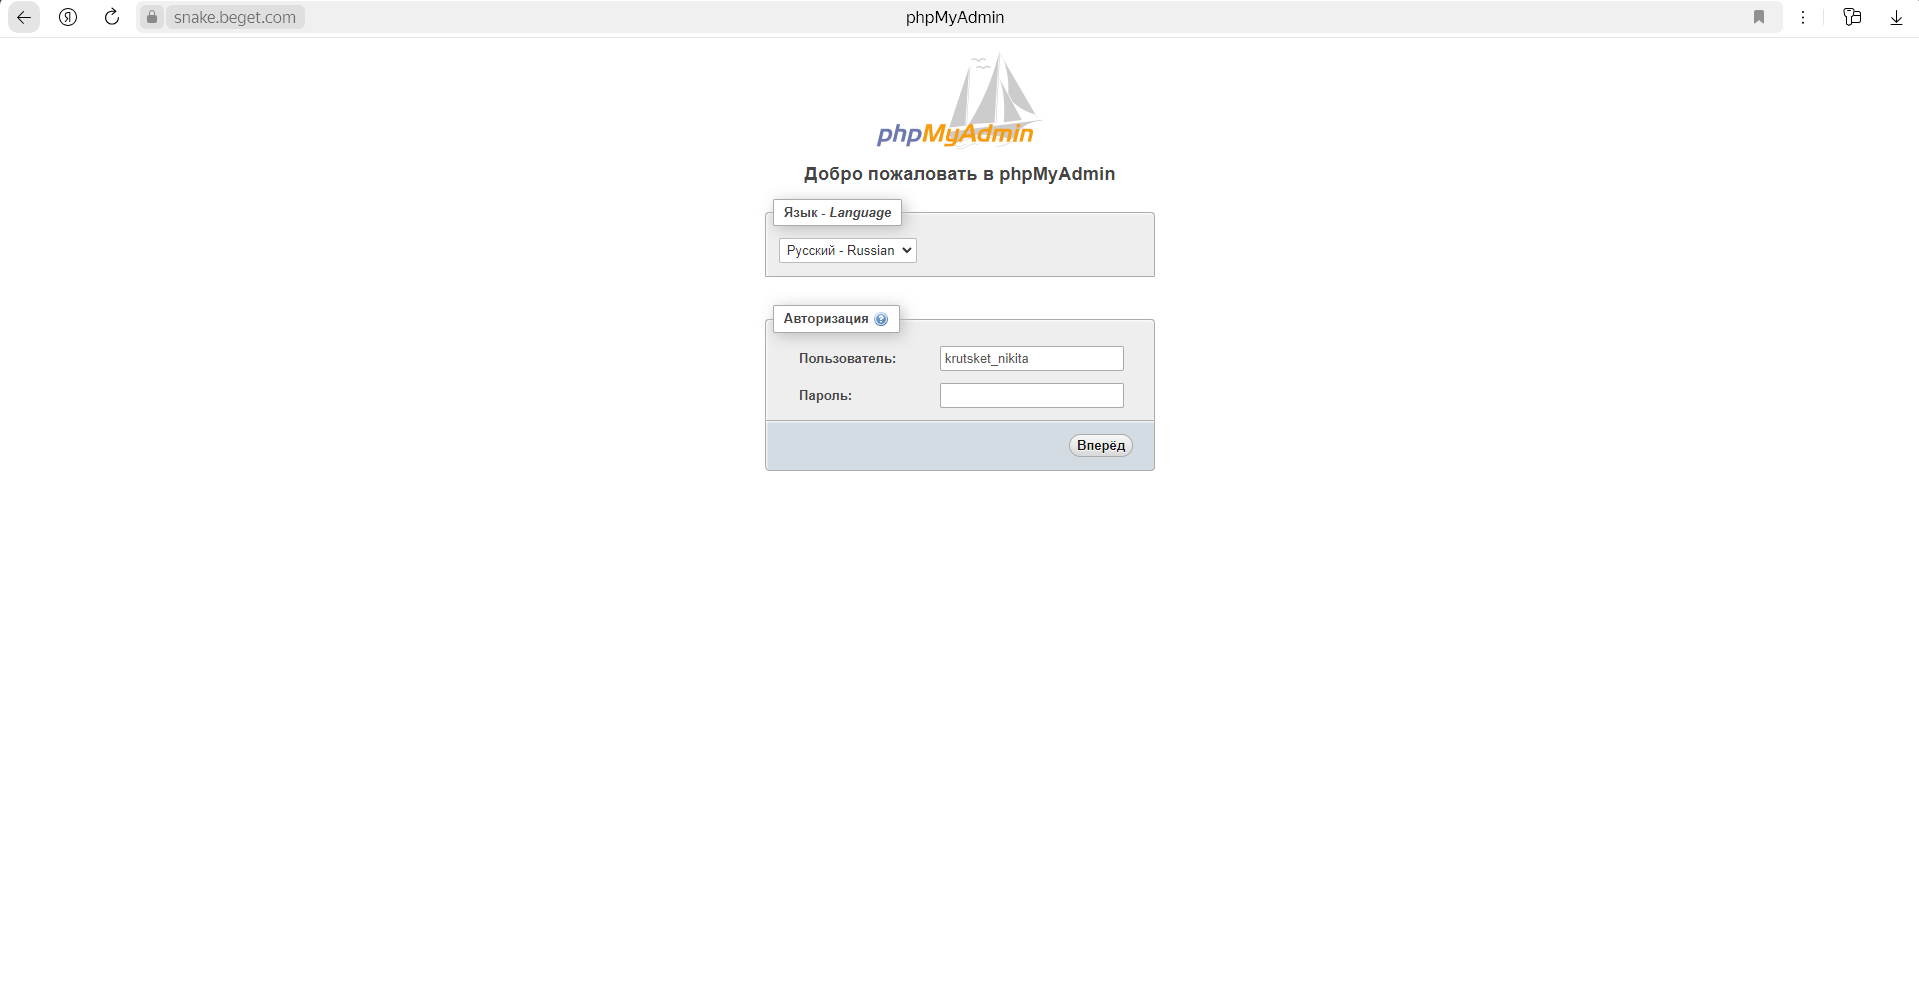 snake.beget.com
phpMyAdmin
phpMyAdmin
Добро пожаловать в phpMyAdmin
Язык - Language
Русский - Russian
Авторизация
Пользователь:
krutsket_nikita
Пароль:
Вперёд